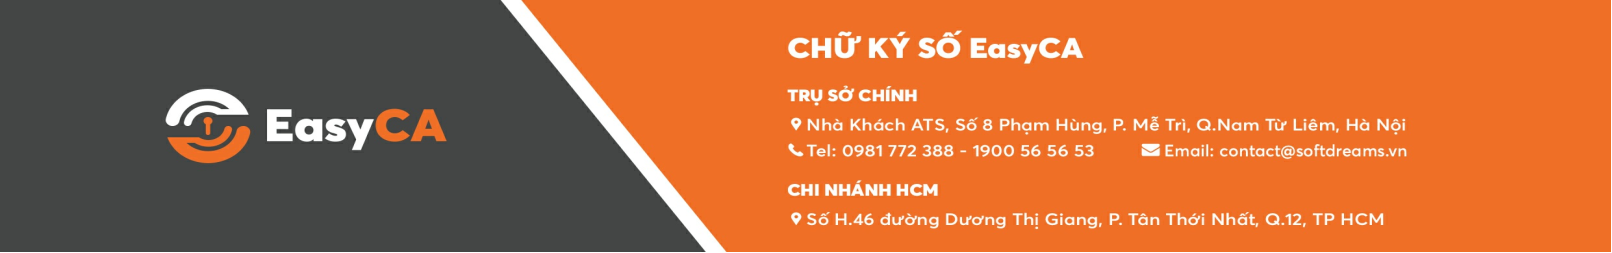 EasyCA
CHỮ KÝ SỐ EasyCA
TRỤ SỞ CHÍNH
Nhà Khách ATS, Số 8 Phạm Hùng, P. Mễ Trì, Q.Nam Từ Liêm, Hà Nội
Tel: 0981 772 388 - 1900 56 56 53 Email: contact@softdreams.vn
CHI NHÁNH HCM
Số H.46 đường Dương Thị Giang, P. Tân Thới Nhất, Q.12, TP HCM